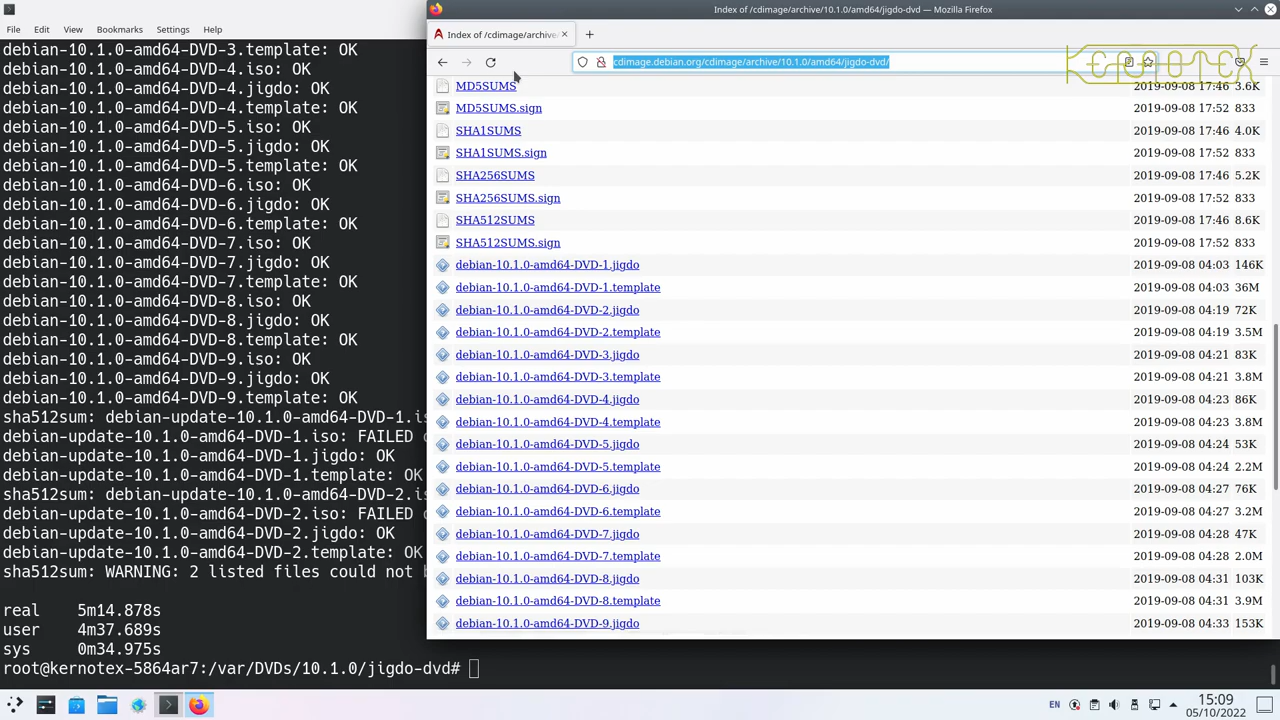 Index of /cdimage/archive/10.1.0/amd64/jigdo-dvd — Mozilla Firefox
File Edit View Bookmarks Settings Help
Index of /cdimage/archive
cdimage.debian.org/cdimage/archive/10.1.0/amd64/jigdo-dvd/
KERNOTEX
debian-10.1.0-amd64-DVD-3.template: OK
debian-10.1.0-amd64-DVD-4.iso: OK
debian-10.1.0-amd64-DVD-4.jigdo: OK
debian-10.1.0-amd64-DVD-4.template: OK
debian-10.1.0-amd64-DVD-5.iso: OK
debian-10.1.0-amd64-DVD-5.jigdo: OK
debian-10.1.0-amd64-DVD-5.template: OK
debian-10.1.0-amd64-DVD-6.iso: OK
debian-10.1.0-amd64-DVD-6.jigdo: OK
debian-10.1.0-amd64-DVD-6.template: OK
debian-10.1.0-amd64-DVD-7.iso: OK
debian-10.1.0-amd64-DVD-7.jigdo: OK
debian-10.1.0-amd64-DVD-7.template: OK
debian-10.1.0-amd64-DVD-8.iso: OK
debian-10.1.0-amd64-DVD-8.jigdo: OK
debian-10.1.0-amd64-DVD-8.template: OK
debian-10.1.0-amd64-DVD-9.iso: OK
debian-10.1.0-amd64-DVD-9.jigdo: OK
debian-10.1.0-amd64-DVD-9.template: OK
sha512sum: debian-update-10.1.0-amd64-DVD-1.is
debian-update-10.1.0-amd64-DVD-1.iso: FAILED
debian-update-10.1.0-amd64-DVD-1.jigdo: OK
debian-update-10.1.0-amd64-DVD-1.template: OK
sha512sum: debian-update-10.1.0-amd64-DVD-2.is
debian-update-10.1.0-amd64-DVD-2.iso: FAILED
debian-update-10.1.0-amd64-DVD-2.jigdo: OK
debian-update-10.1.0-amd64-DVD-2.template: OK
sha512sum: WARNING: 2 listed files could not
real 5m14.878s
user 4m37.689s
sys 0m34.975s
root@kernotex-5864ar7:/var/DVDs/10.1.0/jigdo-dvd#
MD5SUMS 2019-09-08 17:46 3.6K
MD5SUMS.sign 2019-09-08 17:52 833
SHA1SUMS 2019-09-08 17:46 4.0K
SHA1SUMS.sign 2019-09-08 17:52 833
SHA256SUMS 2019-09-08 17:46 5.2K
SHA256SUMS.sign 2019-09-08 17:52 833
SHA512SUMS 2019-09-08 17:46 8.6K
SHA512SUMS.sign 2019-09-08 17:52 833
debian-10.1.0-amd64-DVD-1.jigdo 2019-09-08 04:03 146K
debian-10.1.0-amd64-DVD-1.template 2019-09-08 04:03 36M
debian-10.1.0-amd64-DVD-2.jigdo 2019-09-08 04:19 72K
debian-10.1.0-amd64-DVD-2.template 2019-09-08 04:19 3.5M
debian-10.1.0-amd64-DVD-3.jigdo 2019-09-08 04:21 83K
debian-10.1.0-amd64-DVD-3.template 2019-09-08 04:21 3.8M
debian-10.1.0-amd64-DVD-4.jigdo 2019-09-08 04:23 86K
debian-10.1.0-amd64-DVD-4.template 2019-09-08 04:23 3.8M
debian-10.1.0-amd64-DVD-5.jigdo 2019-09-08 04:24 53K
debian-10.1.0-amd64-DVD-5.template 2019-09-08 04:24 2.2M
debian-10.1.0-amd64-DVD-6.jigdo 2019-09-08 04:27 76K
debian-10.1.0-amd64-DVD-6.template 2019-09-08 04:27 3.2M
debian-10.1.0-amd64-DVD-7.jigdo 2019-09-08 04:28 47K
debian-10.1.0-amd64-DVD-7.template 2019-09-08 04:28 2.0M
debian-10.1.0-amd64-DVD-8.jigdo 2019-09-08 04:31 103K
debian-10.1.0-amd64-DVD-8.template 2019-09-08 04:31 3.9M
debian-10.1.0-amd64-DVD-9.jigdo 2019-09-08 04:33 153K
EN
15:09
05/10/2022